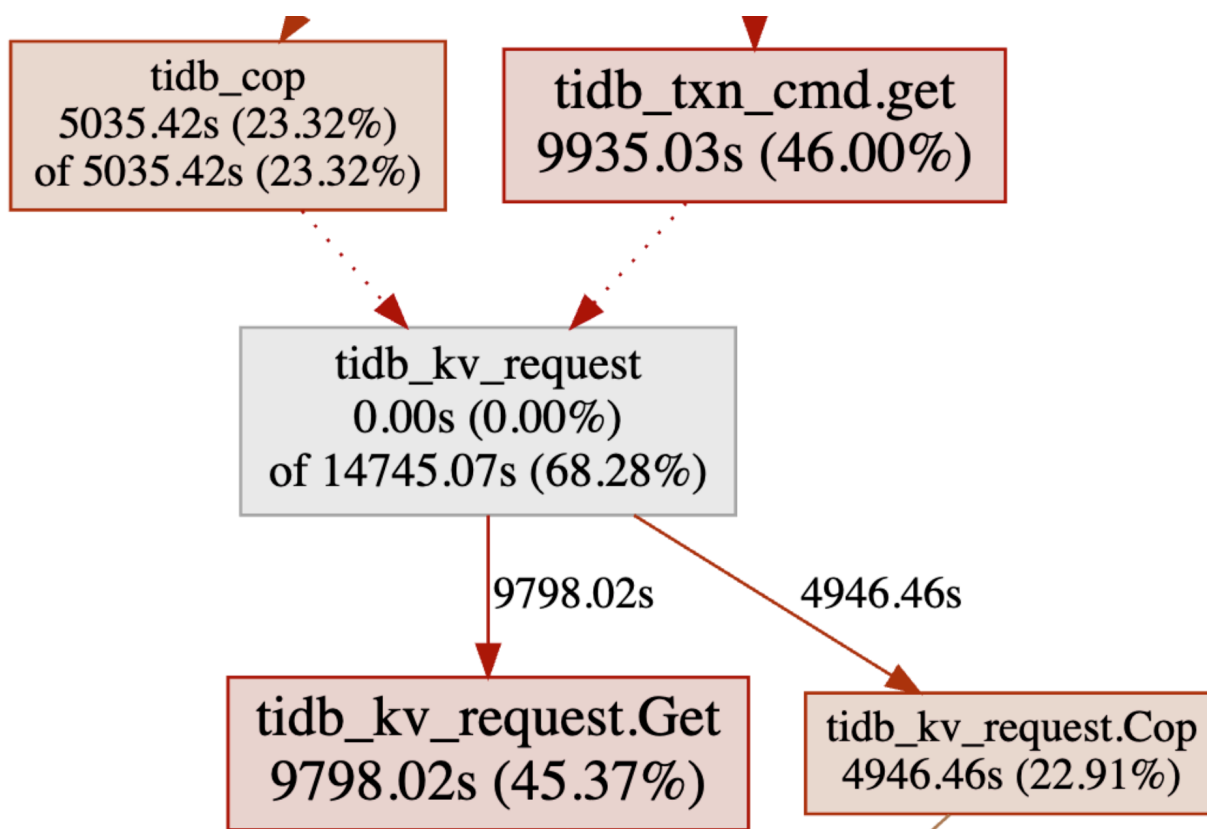 tidb_cop
5035.42s (23.32%)
of 5035.42s (23.32%)
tidb_txn_cmd.get
9935.03s (46.00%)
tidb_kv_request
0.00s (0.00%)
of 14745.07s (68.28%)
9798.02s
4946.46s
tidb_kv_request.Get
9798.02s (45.37%)
tidb_kv_request.Cop
4946.46s (22.91%)